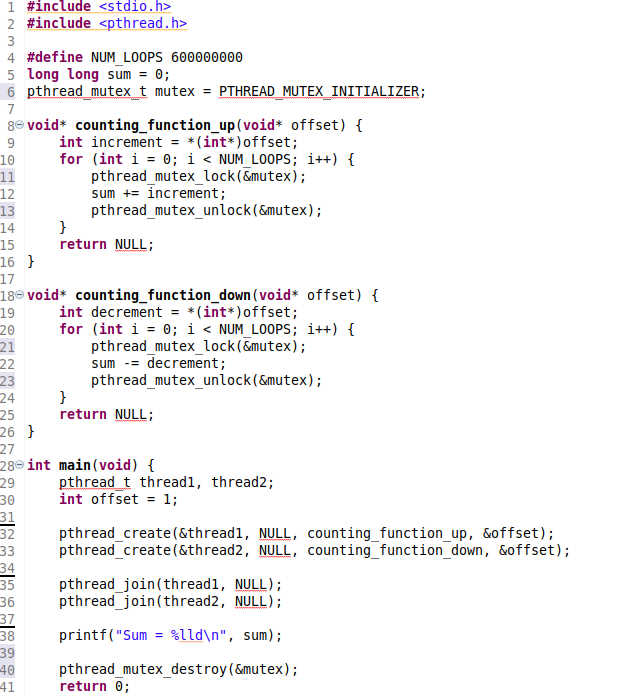 1 #include <stdio.h>
2 #include <pthread.h>
3
4 #define NUM_LOOPS 600000000
5 long long sum = 0;
6 pthread_mutex_t mutex = PTHREAD_MUTEX_INITIALIZER;
7
8 void* counting_function_up(void* offset) {
9     int increment = *(int*)offset;
10     for (int i = 0; i < NUM_LOOPS; i++) {
11         pthread_mutex_lock(&mutex);
12         sum += increment;
13         pthread_mutex_unlock(&mutex);
14     }
15     return NULL;
16 }
17
18 void* counting_function_down(void* offset) {
19     int decrement = *(int*)offset;
20     for (int i = 0; i < NUM_LOOPS; i++) {
21         pthread_mutex_lock(&mutex);
22         sum -= decrement;
23         pthread_mutex_unlock(&mutex);
24     }
25     return NULL;
26 }
27
28 int main(void) {
29     pthread_t thread1, thread2;
30     int offset = 1;
31
32     pthread_create(&thread1, NULL, counting_function_up, &offset);
33     pthread_create(&thread2, NULL, counting_function_down, &offset);
34
35     pthread_join(thread1, NULL);
36     pthread_join(thread2, NULL);
37
38     printf("Sum = %lld\n", sum);
39
40     pthread_mutex_destroy(&mutex);
41     return 0;